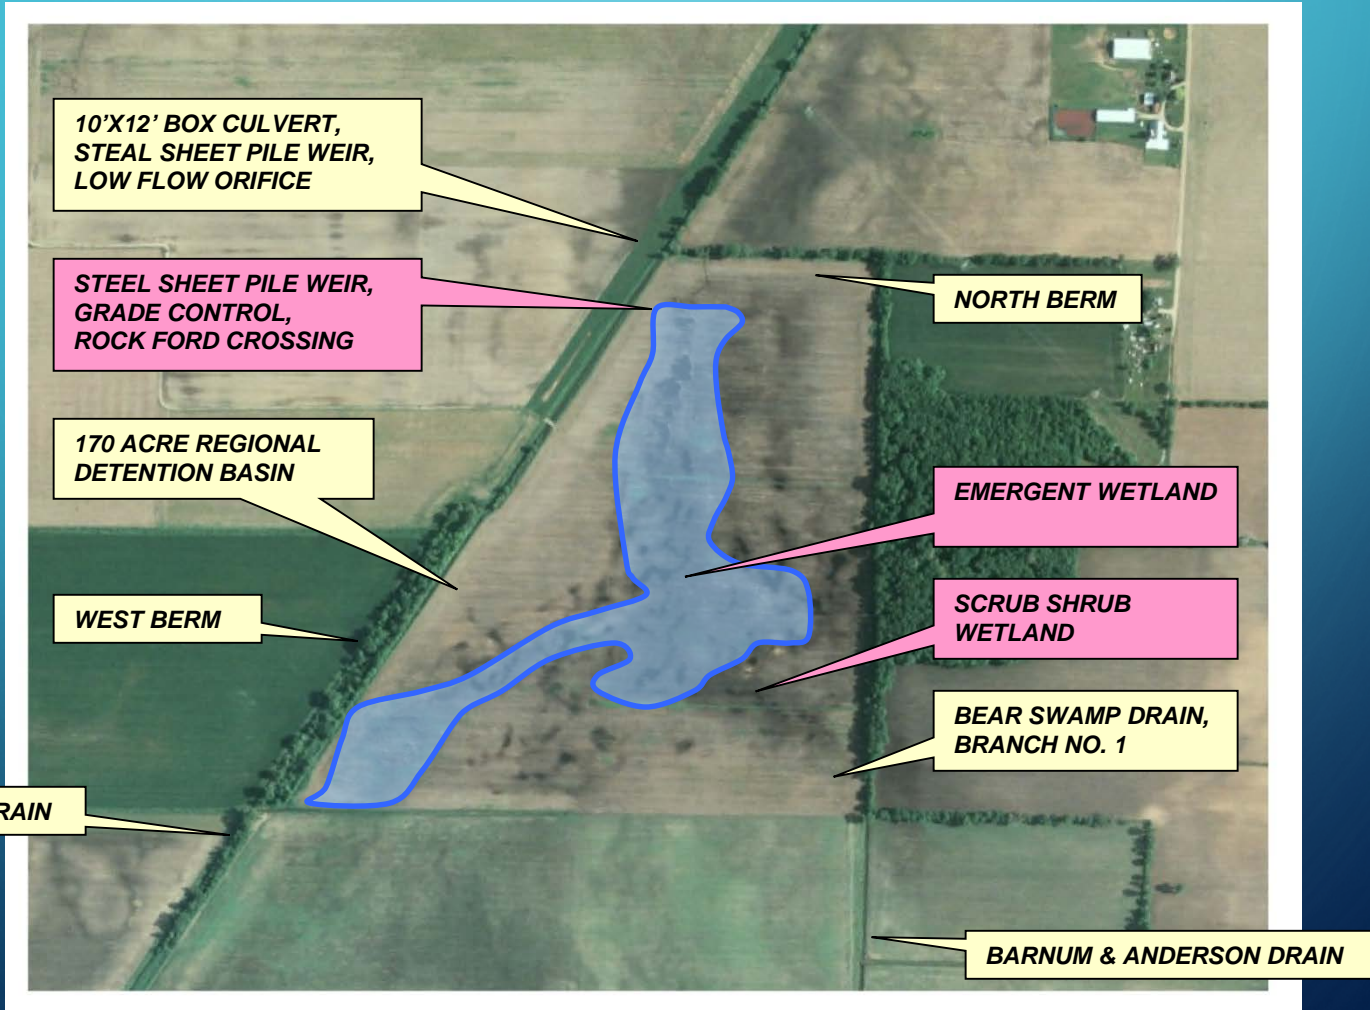 10’X12’ BOX CULVERT,
STEAL SHEET PILE WEIR,
LOW FLOW ORIFICE
STEEL SHEET PILE WEIR,
GRADE CONTROL,
ROCK FORD CROSSING
NORTH BERM
170 ACRE REGIONAL
DETENTION BASIN
EMERGENT WETLAND
WEST BERM
SCRUB SHRUB
WETLAND
BEAR SWAMP DRAIN,
BRANCH NO. 1
RAIN
BARNUM & ANDERSON DRAIN